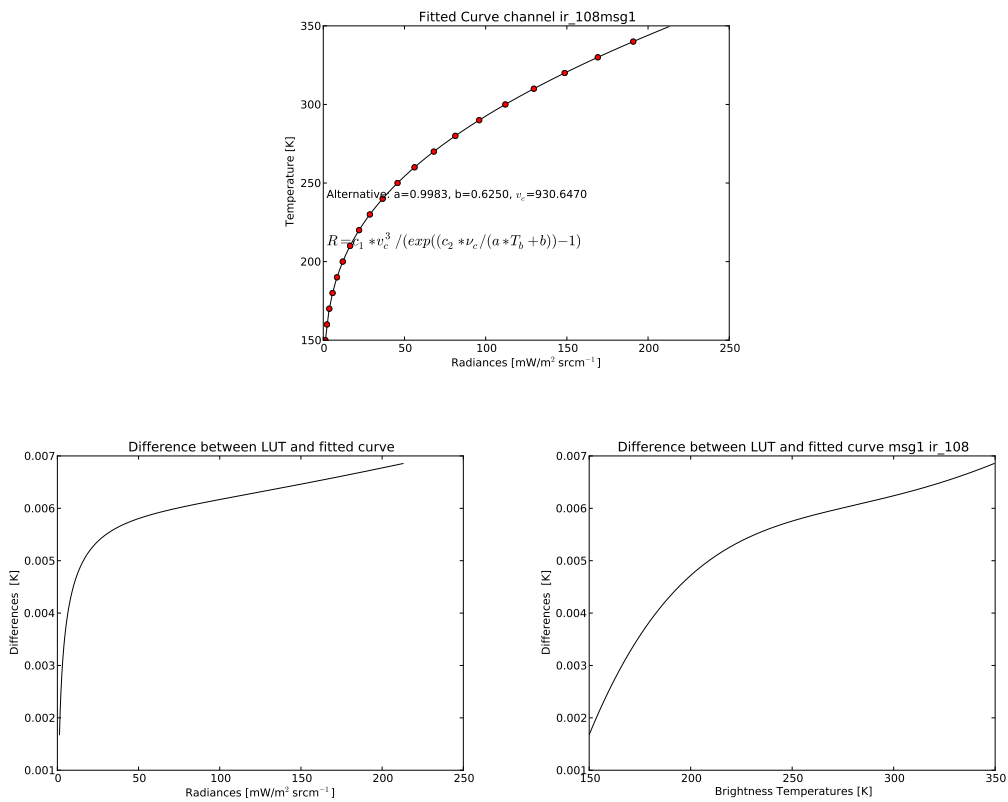 Fitted Curve channel ir_108msg1
350
300
250
200
150
Temperature [K]
Alternative: a=0.9983, b=0.6250, v_c=930.6470
R=c_1*v_c^3/(exp((c_2*ν_c/(a*T_b+b))−1)
0 50 100 150 200 250
Radiances [mW/m² srcm⁻¹]
Difference between LUT and fitted curve
0.007
0.006
0.005
0.004
0.003
0.002
0.001
Differences [K]
0 50 100 150 200 250
Radiances [mW/m² srcm⁻¹]
Difference between LUT and fitted curve msg1 ir_108
0.007
0.006
0.005
0.004
0.003
0.002
0.001
Differences [K]
150 200 250 300 350
Brightness Temperatures [K]